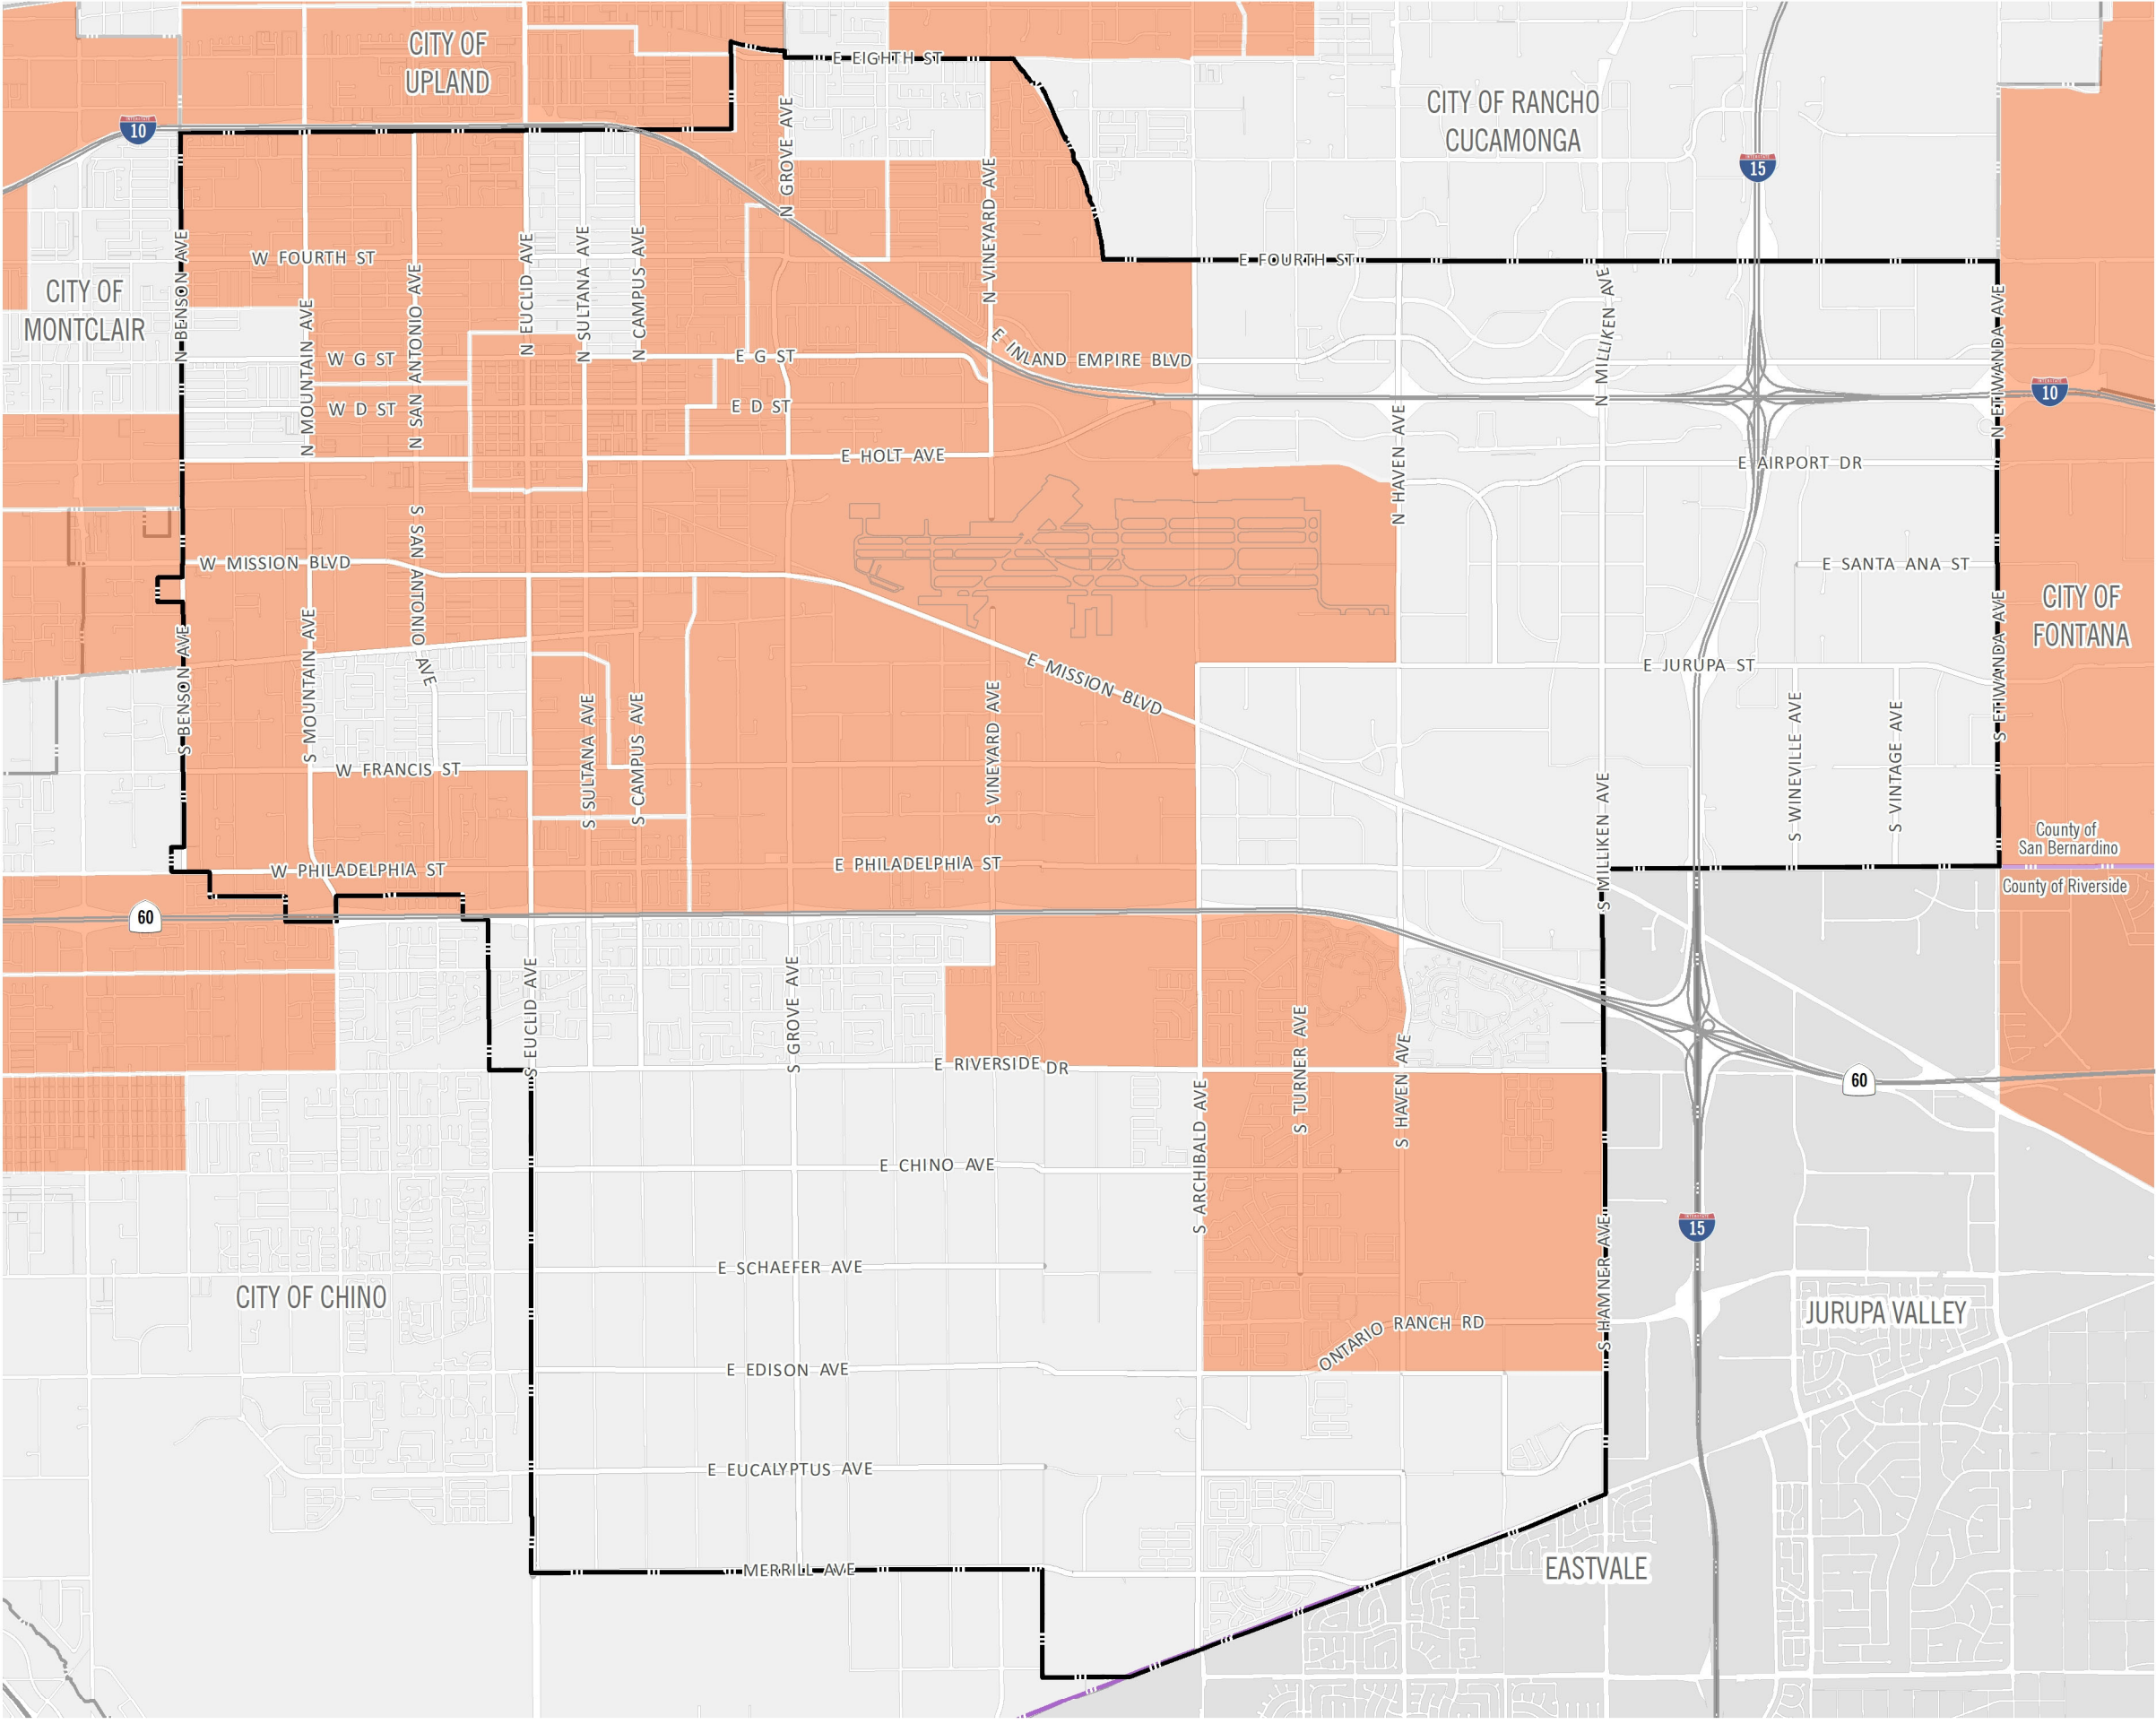 CITY OF
UPLAND
E EIGHTH ST
CITY OF RANCHO
CUCAMONGA
INTERSTATE
10
INTERSTATE
15
N GROVE AVE
N VINEYARD AVE
W FOURTH ST
E FOURTH ST
CITY OF
MONTCLAIR
N BENSON AVE
N MOUNTAIN AVE
N SAN ANTONIO AVE
N EUCLID AVE
N SULTANA AVE
N CAMPUS AVE
N MILLIKEN AVE
N ETIWANDA AVE
W G ST
E G ST
E INLAND EMPIRE BLVD
INTERSTATE
10
W D ST
E D ST
N HAVEN AVE
E HOLT AVE
E AIRPORT DR
W MISSION BLVD
S SAN ANTONIO AVE
E SANTA ANA ST
CITY OF
FONTANA
S BENSON AVE
S MOUNTAIN AVE
E MISSION BLVD
E JURUPA ST
S ETIWANDA AVE
S SULTANA AVE
S CAMPUS AVE
S VINEYARD AVE
S WINEVILLE AVE
S VINTAGE AVE
W FRANCIS ST
S MILLIKEN AVE
County of
San Bernardino
W PHILADELPHIA ST
E PHILADELPHIA ST
County of Riverside
60
S EUCLID AVE
S GROVE AVE
E RIVERSIDE DR
S TURNER AVE
S HAVEN AVE
60
S ARCHIBALD AVE
E CHINO AVE
INTERSTATE
15
S HAMNER AVE
E SCHAEFER AVE
CITY OF CHINO
JURUPA VALLEY
ONTARIO RANCH RD
E EDISON AVE
E EUCALYPTUS AVE
MERRILL AVE
EASTVALE